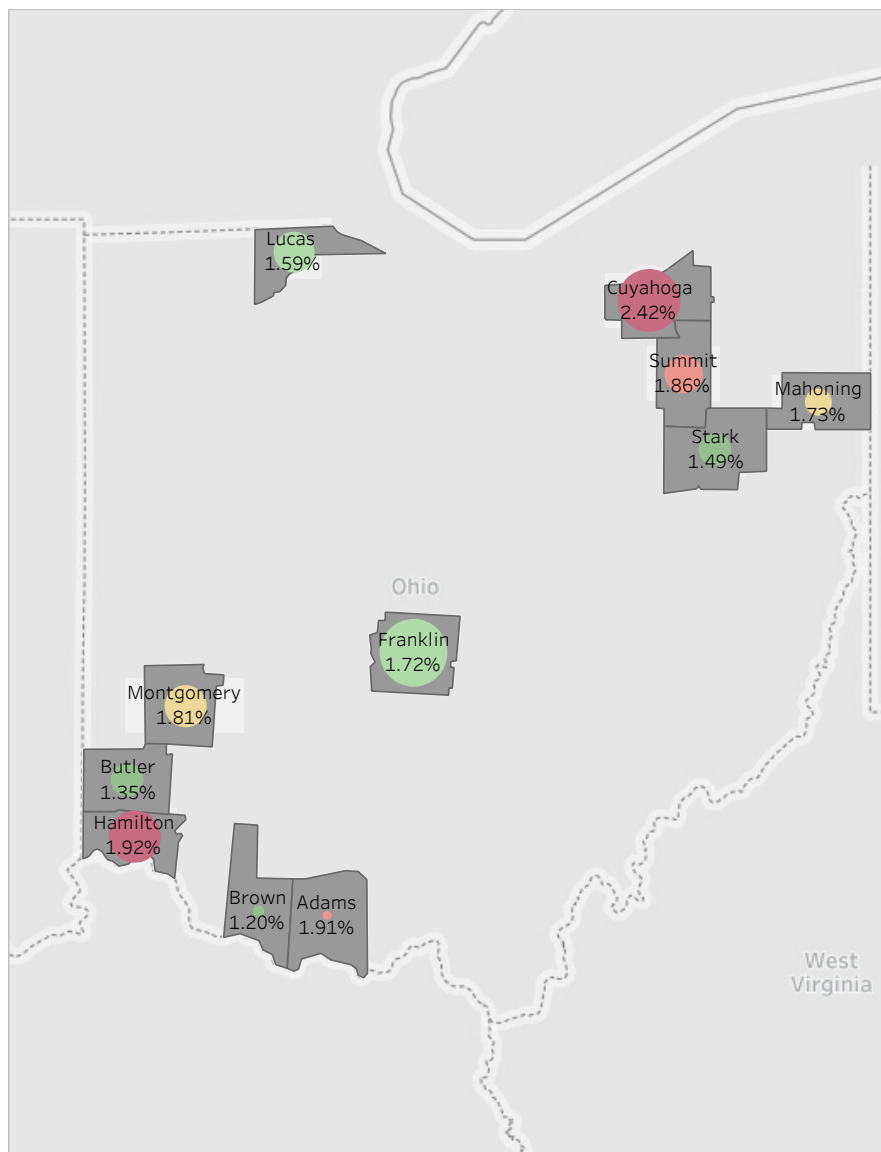 Lucas
1.59%
Cuyahoga
2.42%
Summit
1.86%
Mahoning
1.73%
Stark
1.49%
Ohio
Franklin
1.72%
Montgomery
1.81%
Butler
1.35%
Hamilton
1.92%
Brown
1.20%
Adams
1.91%
West
Virginia